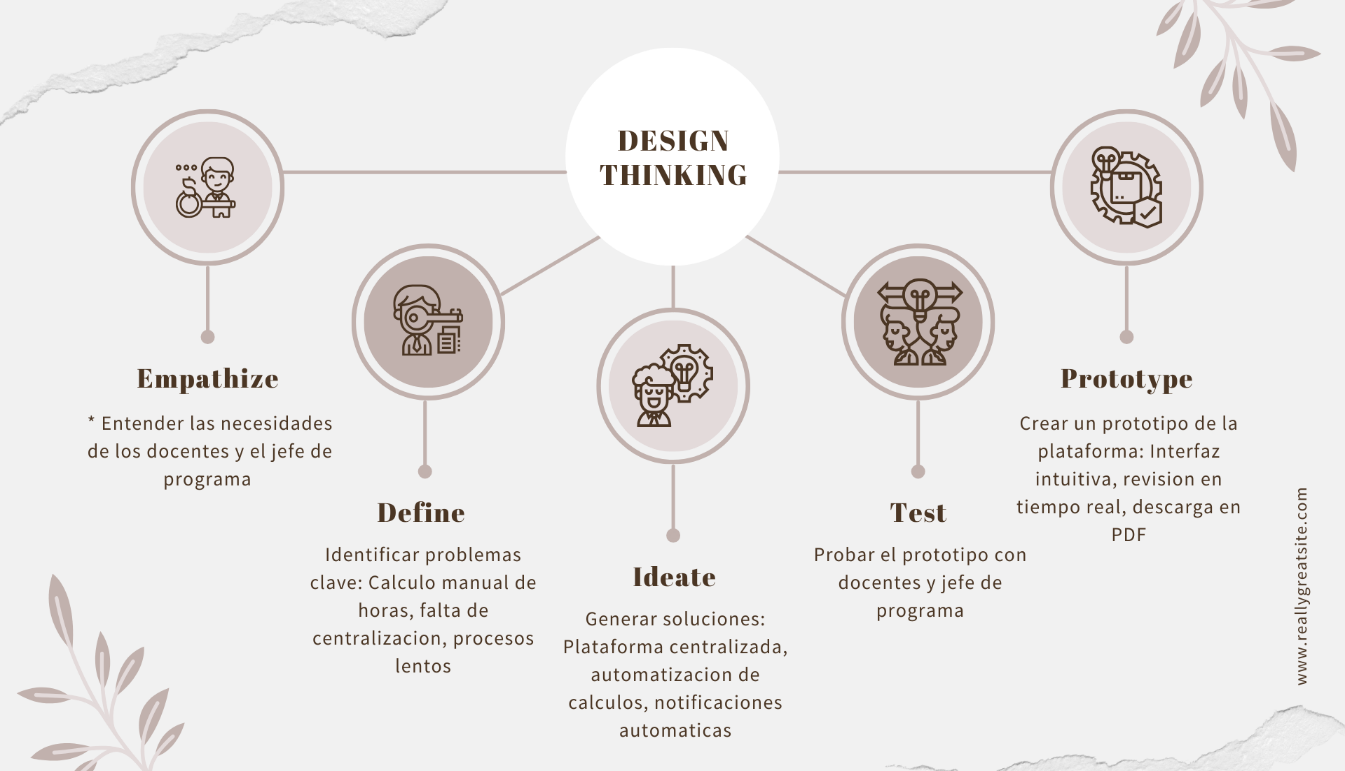 DESIGN
THINKING
Empathize
* Entender las necesidades
de los docentes y el jefe de
programa
Define
Identificar problemas
clave: Calculo manual de
horas, falta de
centralizacion, procesos
lentos
Ideate
Generar soluciones:
Plataforma centralizada,
automatizacion de
calculos, notificaciones
automaticas
Test
Probar el prototipo con
docentes y jefe de
programa
Prototype
Crear un prototipo de la
plataforma: Interfaz
intuitiva, revision en
tiempo real, descarga en
PDF
www.reallygreatsite.com